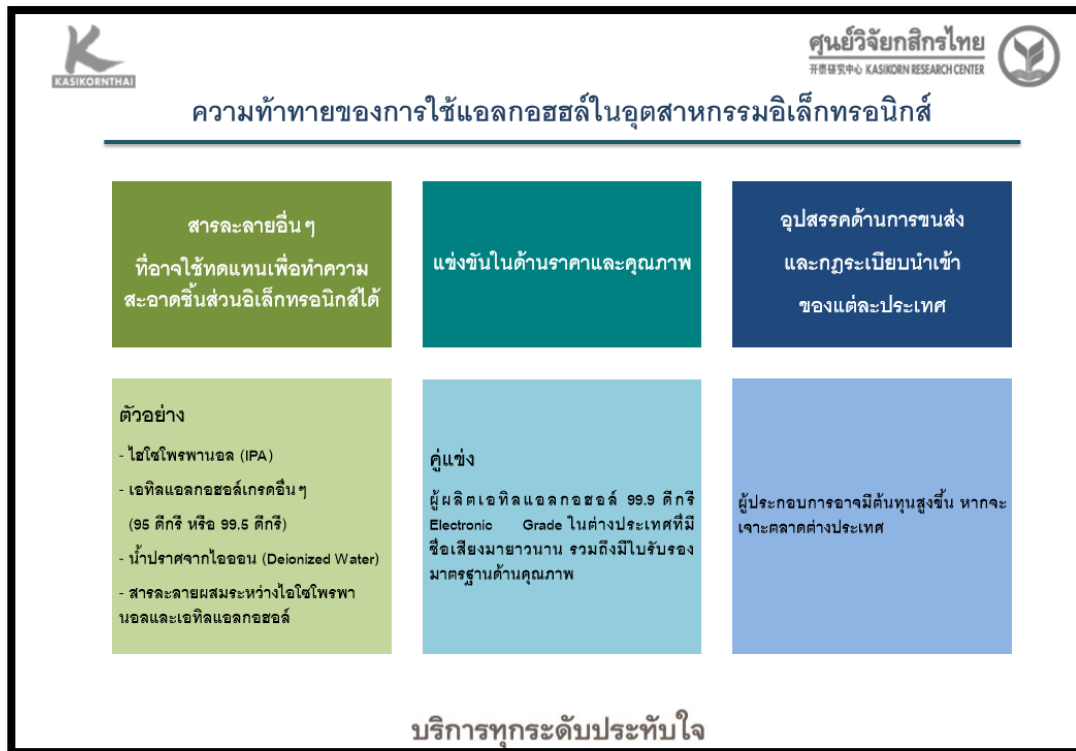 KASIKORNTHAI
ศูนย์วิจัยกสิกรไทย
开泰研究中心 KASIKORN RESEARCH CENTER
ความท้าทายของการใช้แอลกอฮฮล์ในอุตสาหกรรมอิเล็กทรอนิกส์
สารละลายอื่นๆ
ที่อาจใช้ทดแทนเพื่อทำความ
สะอาดชิ้นส่วนอิเล็กทรอนิกส์ได้
แข่งขันในด้านราคาและคุณภาพ
อุปสรรคด้านการขนส่ง
และกฎระเบียบนำเข้า
ของแต่ละประเทศ
ตัวอย่าง
- ไฮโซโพรพานอล (IPA)
- เอทิลแอลกอฮอล์เกรดอื่นๆ
(95 ดีกรี หรือ 99.5 ดีกรี)
- น้ำปราศจากไอออน (Deionized Water)
- สารละลายผสมระหว่างไอโซโพรพา
นอลและเอทิลแอลกอฮอล์
คู่แข่ง
ผู้ผลิตเอทิลแอลกอฮอล์ 99.9 ดีกรี
Electronic Grade ในต่างประเทศที่มี
ชื่อเสียงมายาวนาน รวมถึงมีใบรับรอง
มาตรฐานด้านคุณภาพ
ผู้ประกอบการอาจมีต้นทุนสูงขึ้น หากจะ
เจาะตลาดต่างประเทศ
บริการทุกระดับประทับใจ